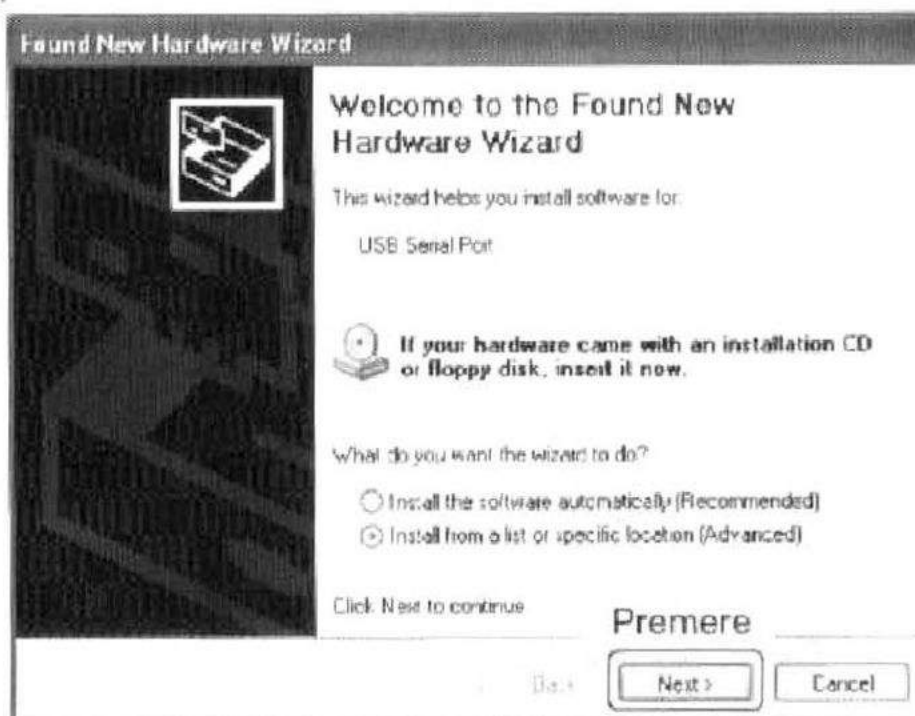 Found New Hardware Wizard
Welcome to the Found New
Hardware Wizard
This wizard helps you install software for:
USB Serial Port
If your hardware came with an installation CD
or floppy disk, insert it now.
What do you want the wizard to do?
Install the software automatically (Recommended)
Install from a list or specific location (Advanced)
Click Next to continue
Premere
Back
Next >
Cancel